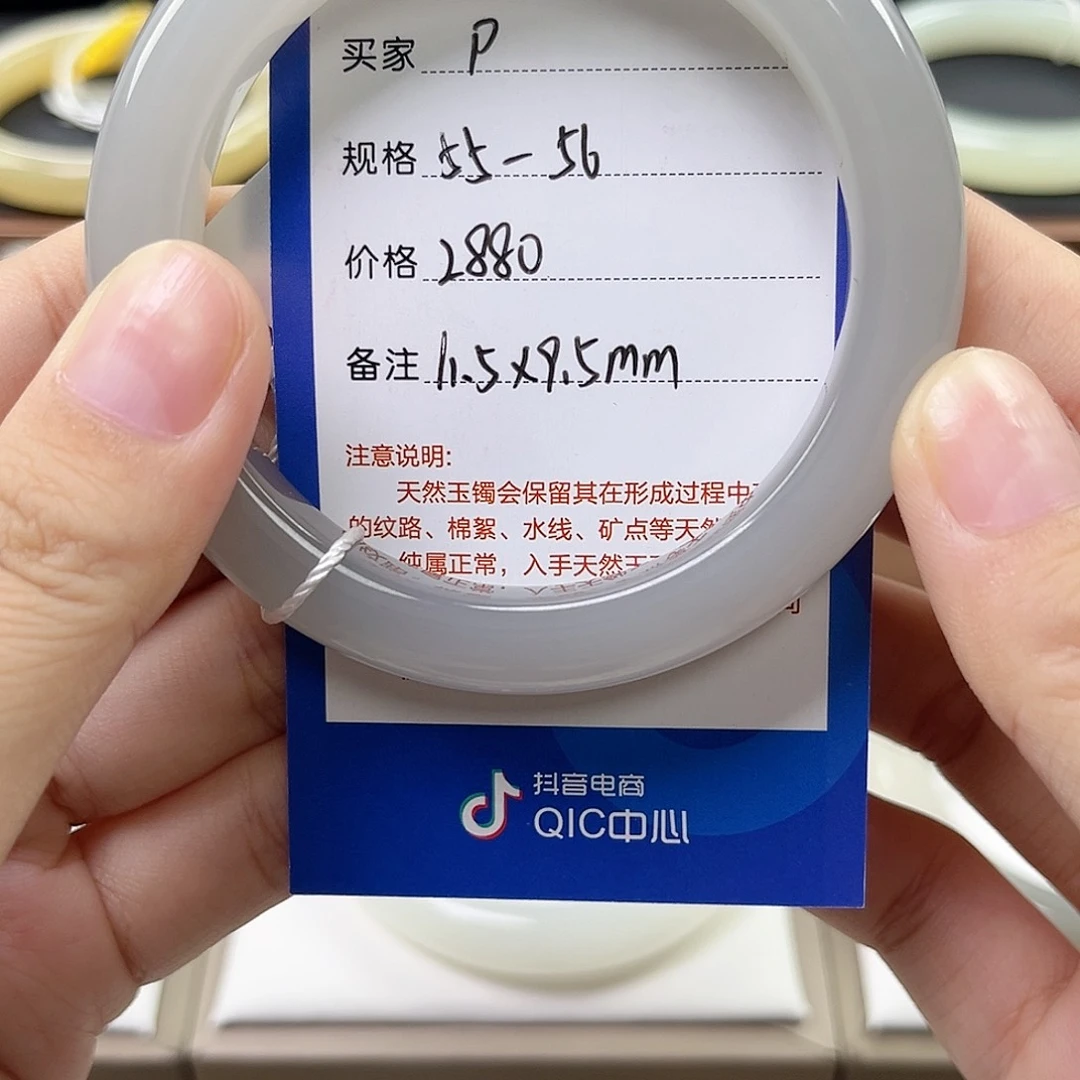 买家 P
规格 55-56
价格 2880
备注 11.5x9.5mm
注意说明:
天然玉镯会保留其在形成过程中
的纹路、棉絮、水线、矿点等天然
纯属正常，入手天然玉
抖音电商
QIC中心